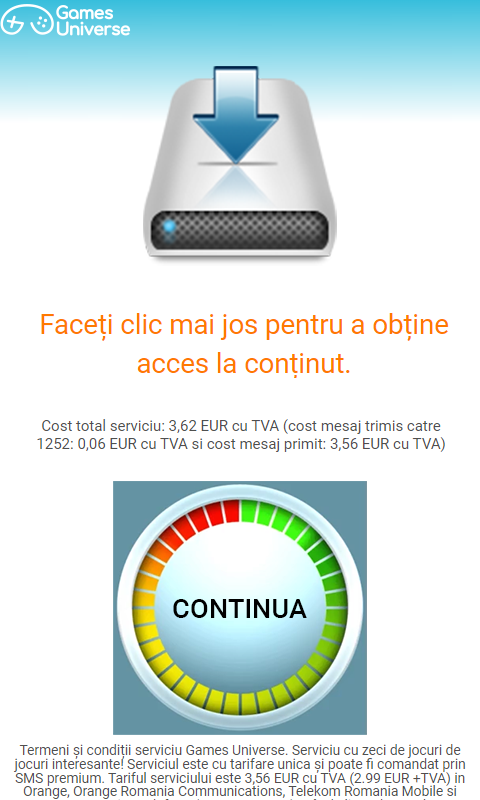 Games
Universe
Faceți clic mai jos pentru a obține
acces la conținut.
Cost total serviciu: 3,62 EUR cu TVA (cost mesaj trimis catre
1252: 0,06 EUR cu TVA si cost mesaj primit: 3,56 EUR cu TVA)
CONTINUA
Termeni și condiții serviciu Games Universe. Serviciu cu zeci de jocuri de
jocuri interesante! Serviciul este cu tarifare unica și poate fi comandat prin
SMS premium. Tariful serviciului este 3,56 EUR cu TVA (2.99 EUR +TVA) in
Orange, Orange Romania Communications, Telekom Romania Mobile si